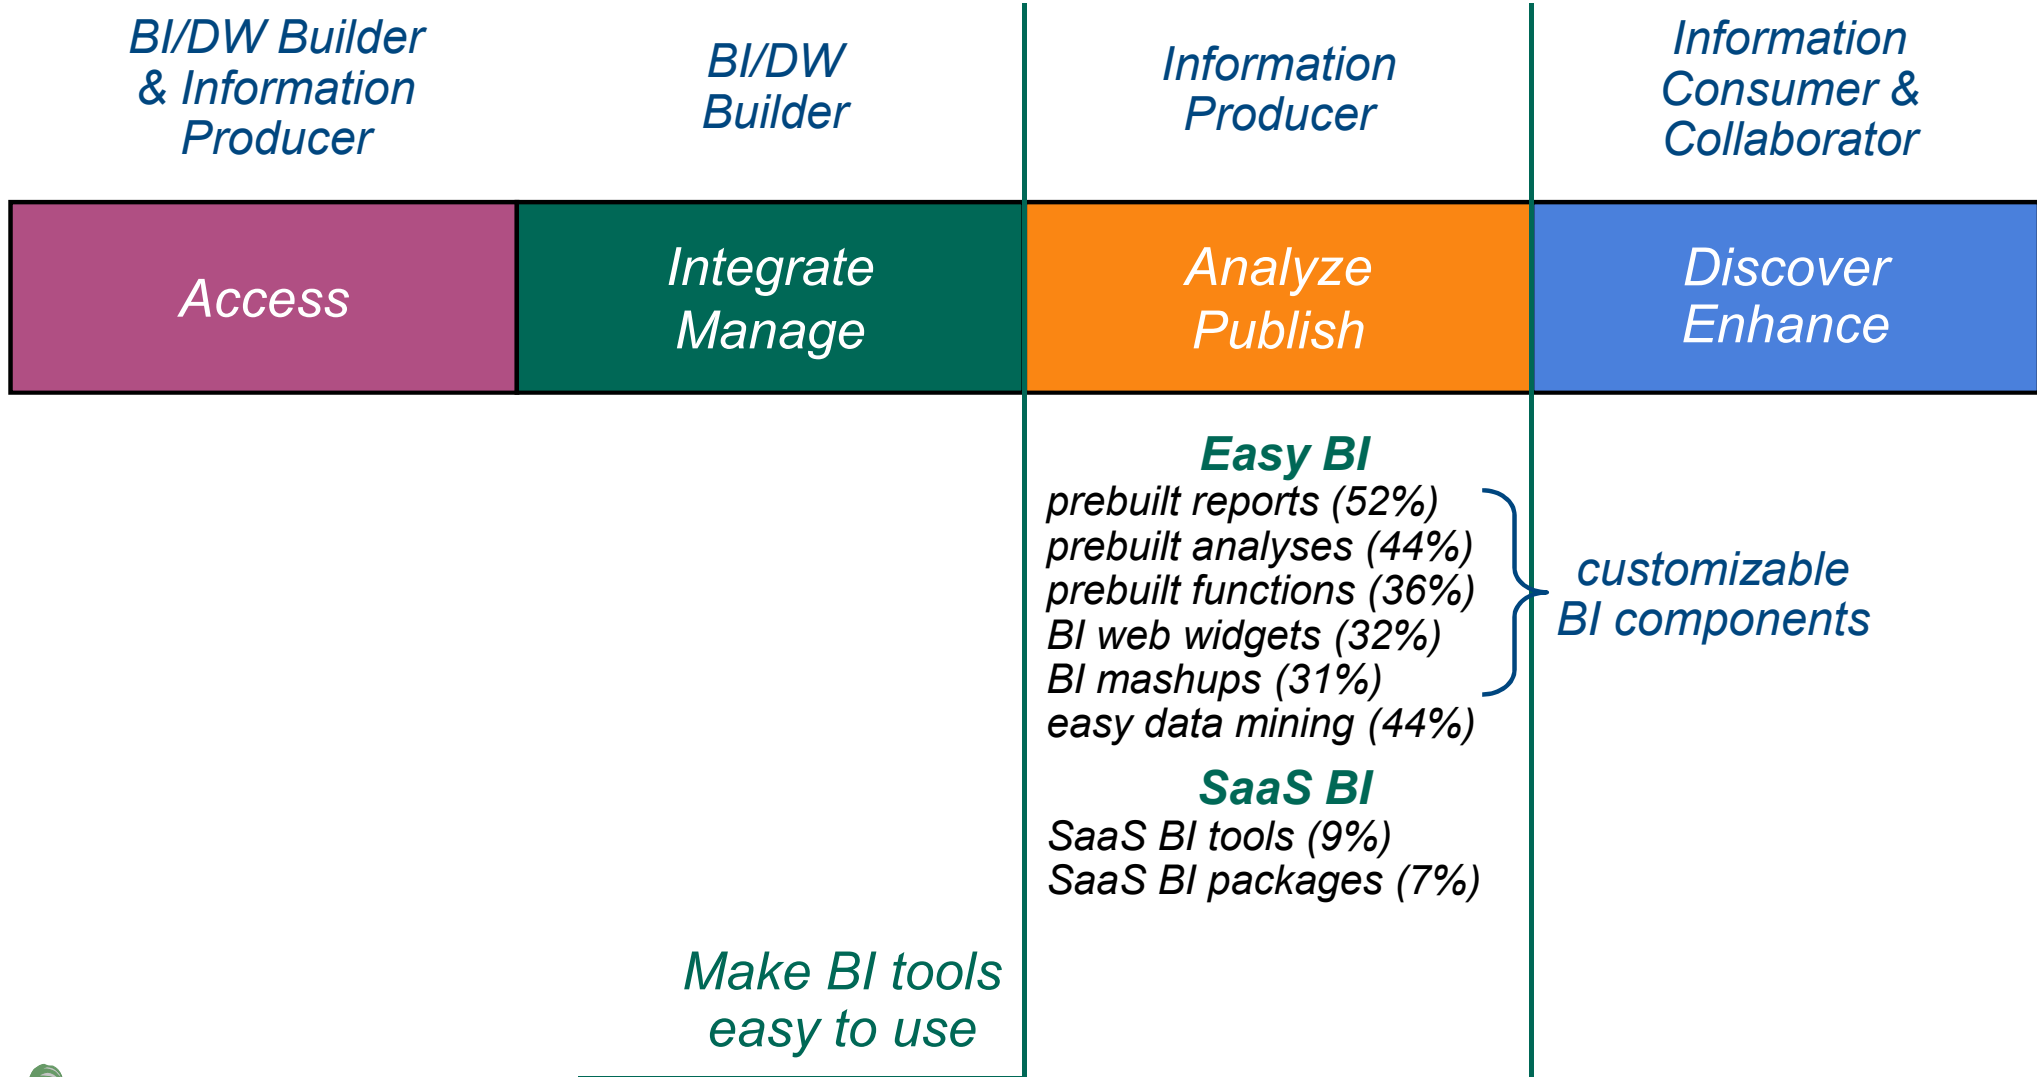 BI/DW Builder
& Information
Producer
BI/DW
Builder
Information
Producer
Information
Consumer &
Collaborator
Access
Integrate
Manage
Analyze
Publish
Discover
Enhance
Easy BI
prebuilt reports (52%)
prebuilt analyses (44%)
prebuilt functions (36%)
BI web widgets (32%)
BI mashups (31%)
easy data mining (44%)
customizable
BI components
SaaS BI
SaaS BI tools (9%)
SaaS BI packages (7%)
Make BI tools
easy to use